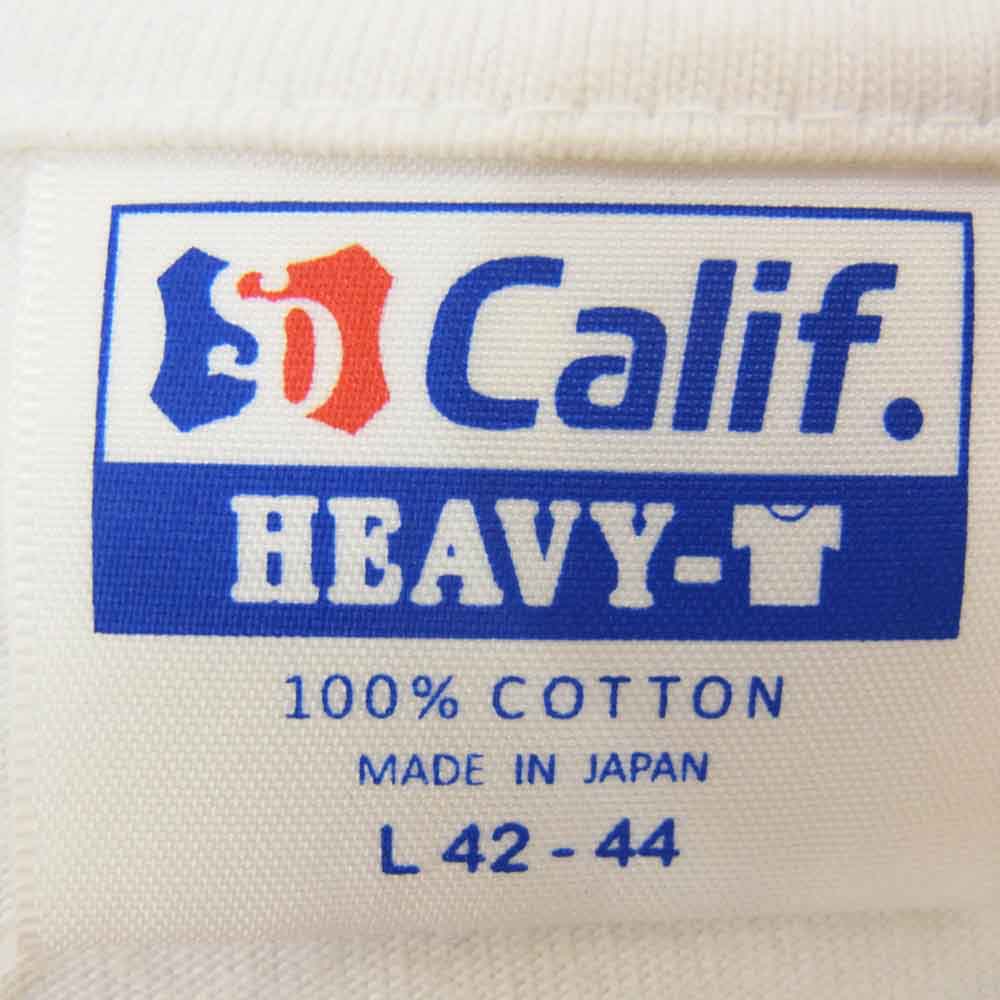 SD Calif.
HEAVY-T
100% COTTON
MADE IN JAPAN
L 42 - 44